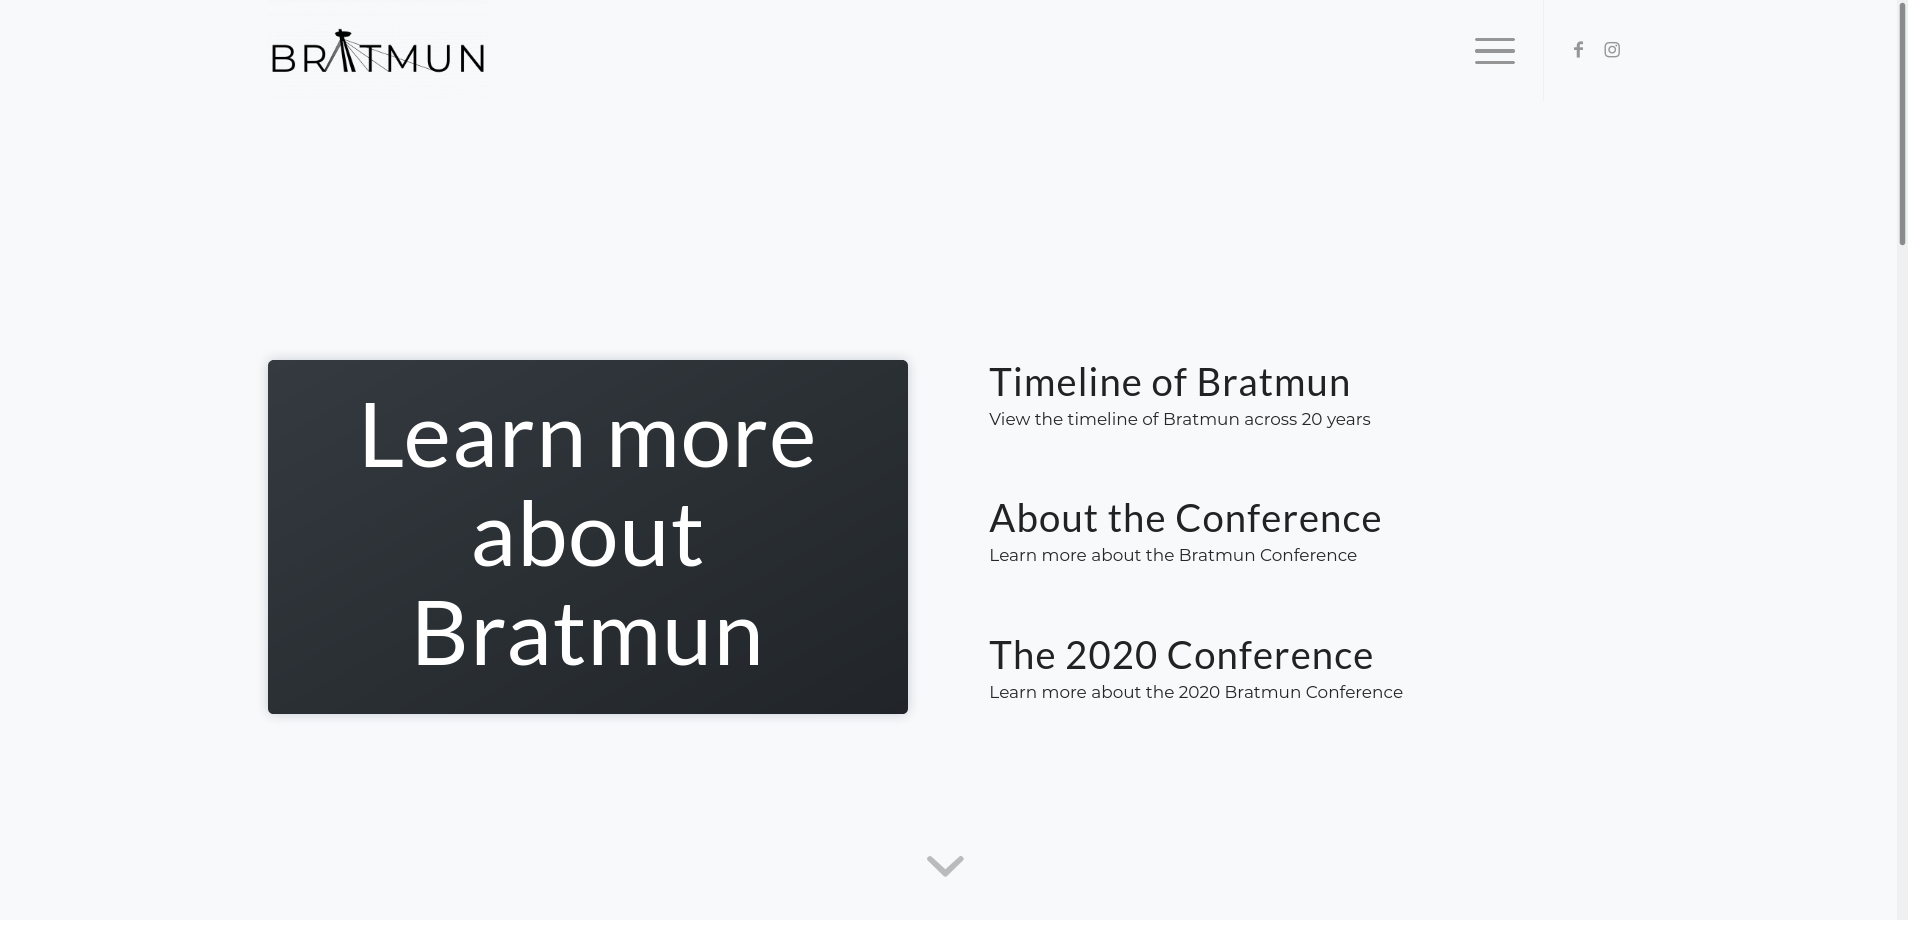 BRATMUN
Learn more
about
Bratmun
Timeline of Bratmun
View the timeline of Bratmun across 20 years
About the Conference
Learn more about the Bratmun Conference
The 2020 Conference
Learn more about the 2020 Bratmun Conference